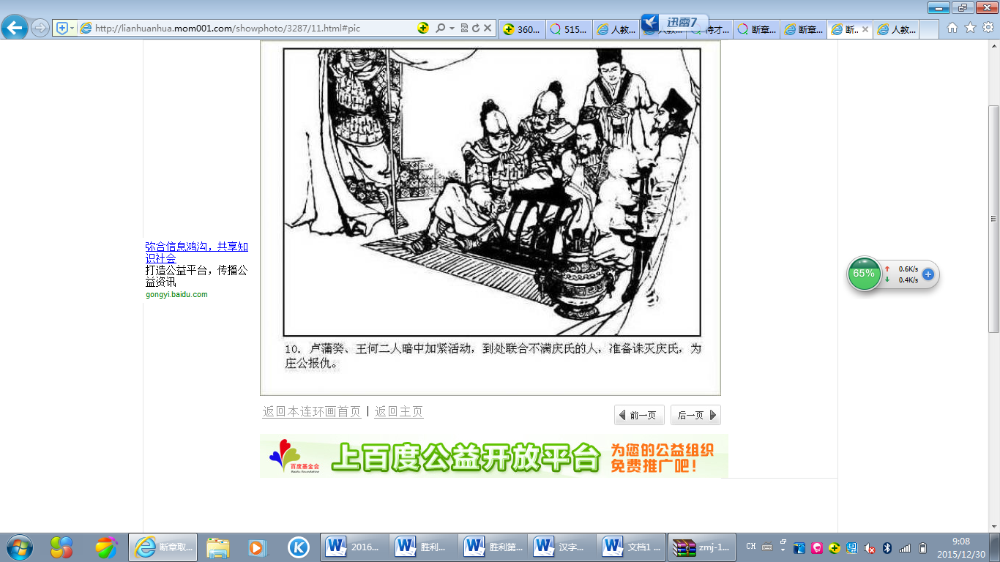 迅雷7
http://lianhuanhua.mom001.com/showphoto/3287/11.html#pic
360...
515...
人教...
人教...
恃才...
断章...
断章...
断...
人教...
弥合信息鸿沟，共享知
识社会
打造公益平台，传播公
益资讯
gongyi.baidu.com
65%
0.6K/s
0.4K/s
10. 卢蒲癸、王何二人暗中加紧活动，到处联合不满庆氏的人，准备诛灭庆氏，为
庄公报仇。
返回本连环画首页 | 返回主页
前一页
后一页
百度基金会
Baidu Foundation
上百度公益开放平台
为您的公益组织
免费推广吧！
断章取...
2016...
胜利...
胜利第...
汉字...
文档1 ...
zmj-1...
CH
9:08
2015/12/30